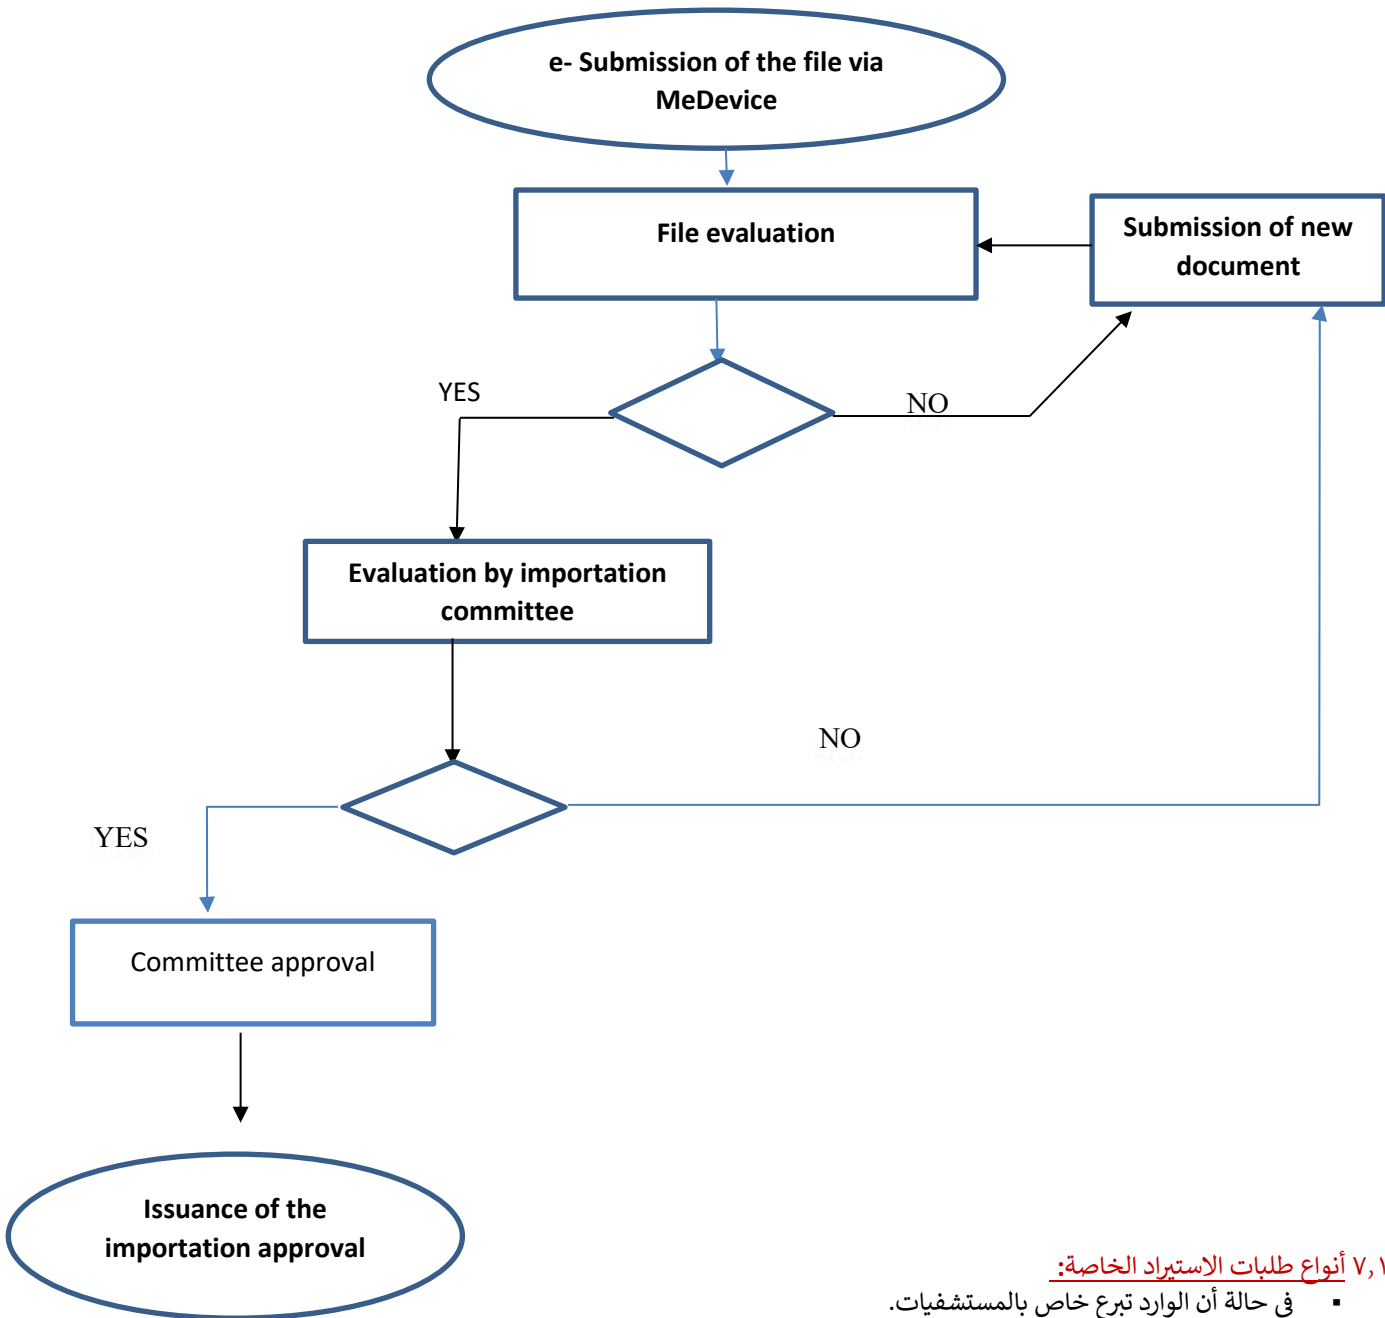 e- Submission of the file via
MeDevice
File evaluation
Submission of new
document
YES
NO
Evaluation by importation
committee
NO
YES
Committee approval
Issuance of the
importation approval
٧,١ أنواع طلبات الاستيراد الخاصة:
▪ في حالة أن الوارد تبرع خاص بالمستشفيات.